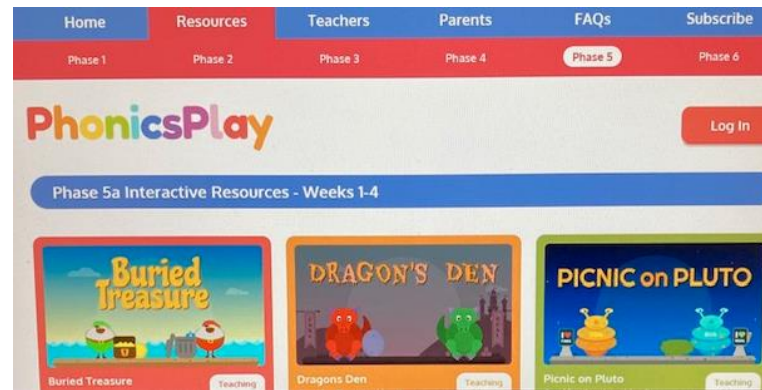 Home Resources Teachers Parents FAQs Subscribe
Phase 1 Phase 2 Phase 3 Phase 4 Phase 5 Phase 6
PhonicsPlay
Log In
Phase 5a Interactive Resources - Weeks 1-4
Buried
Treasure
DRAGON'S DEN
PICNIC on PLUTO
Buried Treasure Teaching
Dragons Den Teaching
Picnic on Pluto Teaching